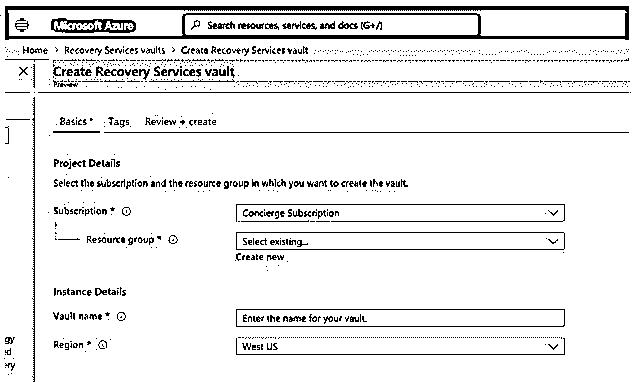 Microsoft Azure
Search resources, services, and docs (G+/)
Home > Recovery Services vaults > Create Recovery Services vault
Create Recovery Services vault
Preview
Basics * Tags Review + create
Project Details
Select the subscription and the resource group in which you want to create the vault.
Subscription *
Concierge Subscription
Resource group *
Select existing...
Create new
Instance Details
Vault name *
Enter the name for your vault.
Region *
West US